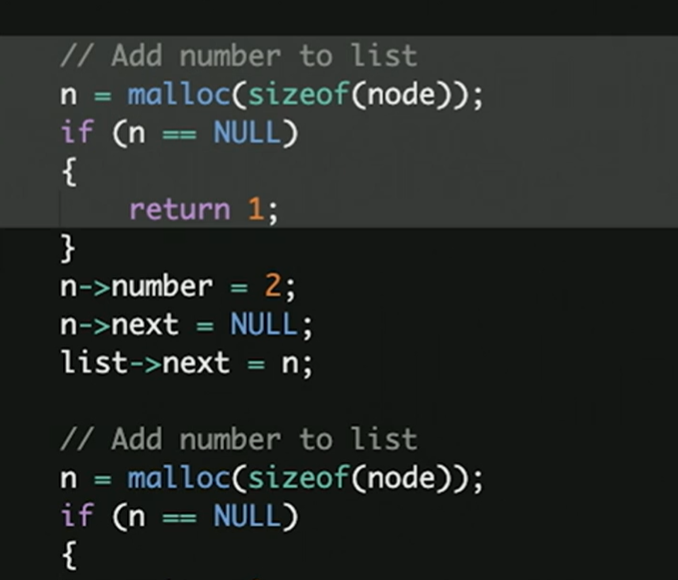 // Add number to list
n = malloc(sizeof(node));
if (n == NULL)
{
    return 1;
}
n->number = 2;
n->next = NULL;
list->next = n;

// Add number to list
n = malloc(sizeof(node));
if (n == NULL)
{